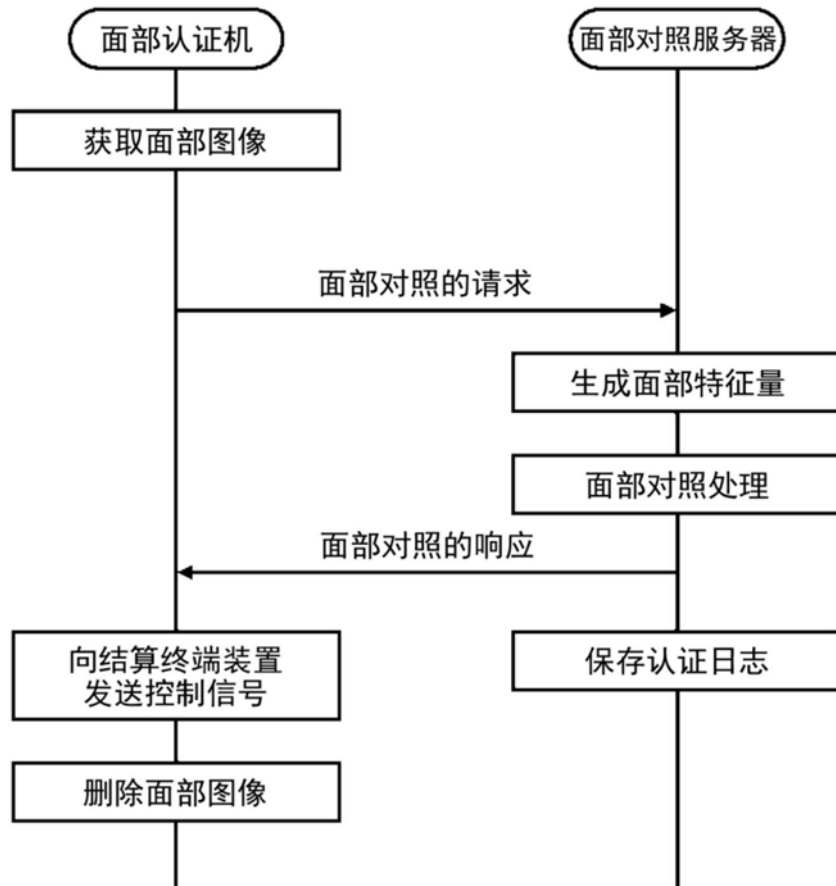 面部认证机
面部对照服务器
获取面部图像
面部对照的请求
生成面部特征量
面部对照处理
面部对照的响应
向结算终端装置
发送控制信号
保存认证日志
删除面部图像